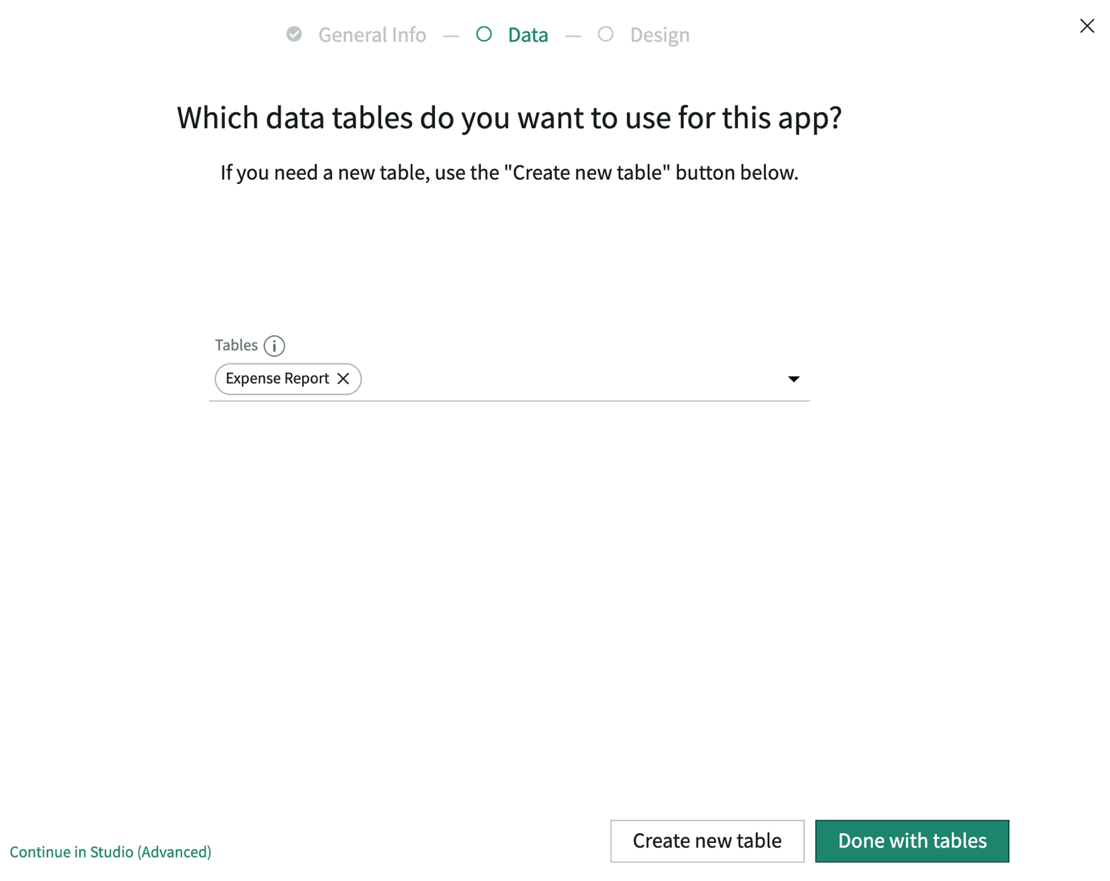 General Info — Data — Design
Which data tables do you want to use for this app?
If you need a new table, use the "Create new table" button below.
Tables
Expense Report
Continue in Studio (Advanced)
Create new table
Done with tables